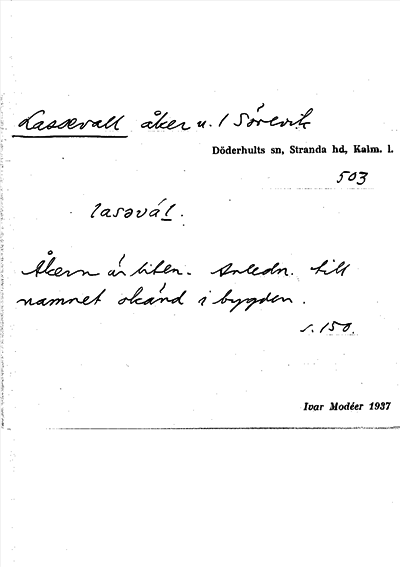 Lassevall åker u. 1 Sörevik
Döderhults sn, Stranda hd, Kalm. l.
503
lasəvál.
Åkern är liten. Anledn. till
namnet okänd i bygden.
s. 150.
Ivar Modéer 1937